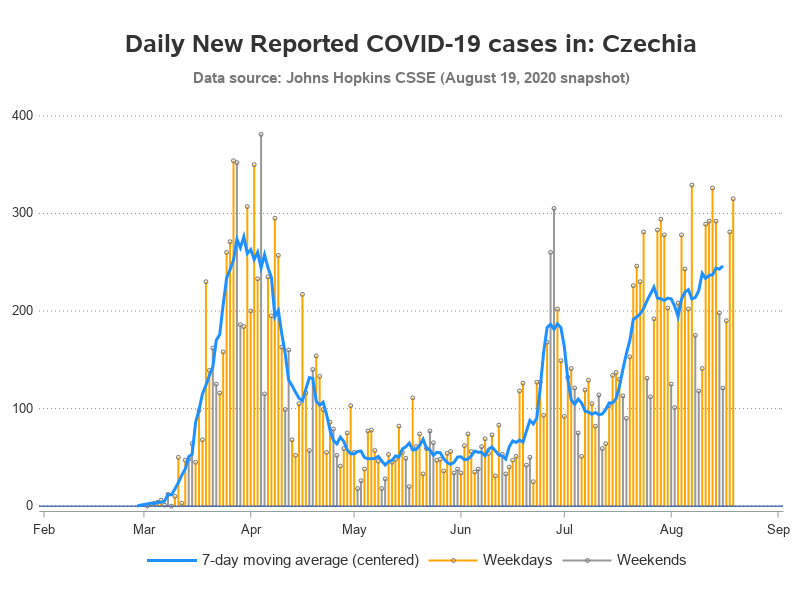 Daily New Reported COVID-19 cases in: Czechia
Data source: Johns Hopkins CSSE (August 19, 2020 snapshot)
400
300
200
100
0
Feb Mar Apr May Jun Jul Aug Sep
7-day moving average (centered) Weekdays Weekends